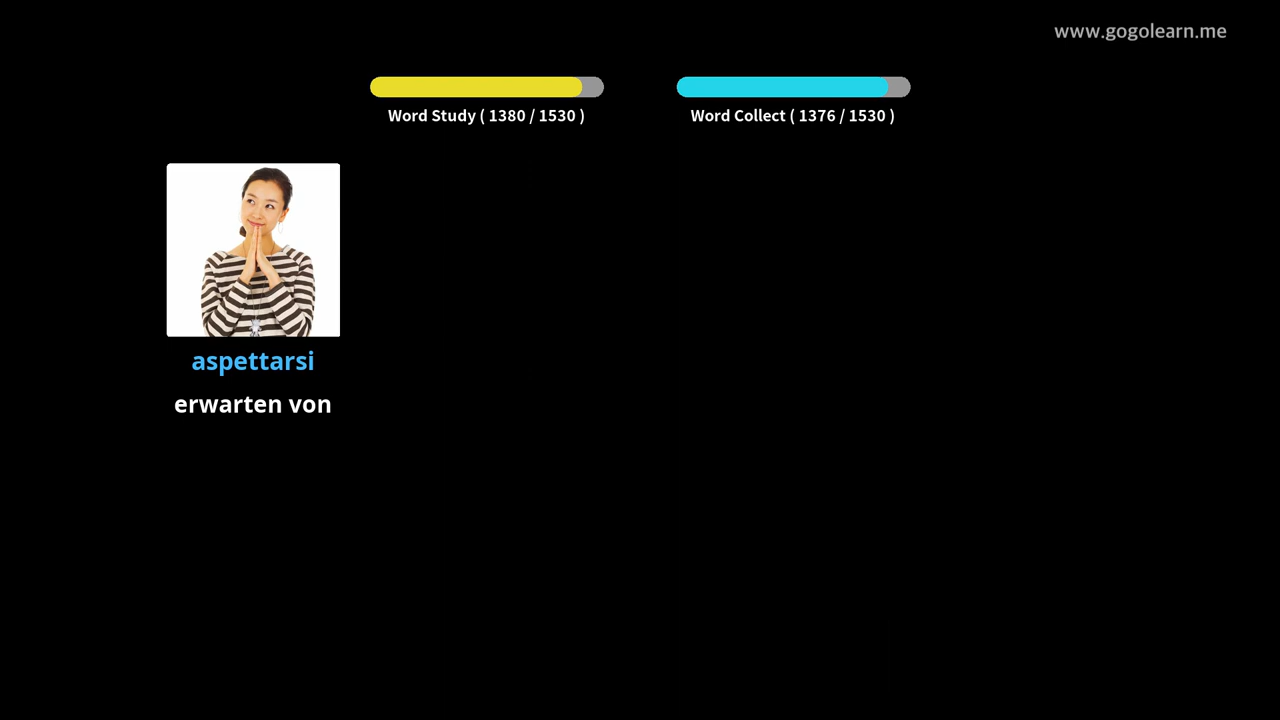 www.gogolearn.me
Word Study ( 1380 / 1530 )
Word Collect ( 1376 / 1530 )
aspettarsi
erwarten von